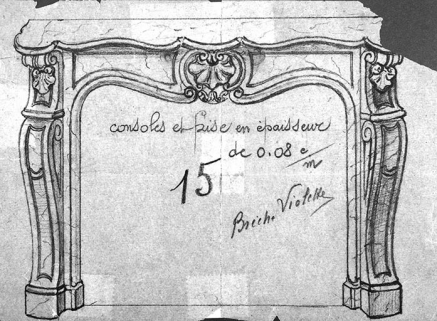 consoles et frise en épaisseur
de 0.08 c/m
15
Brèche Violette